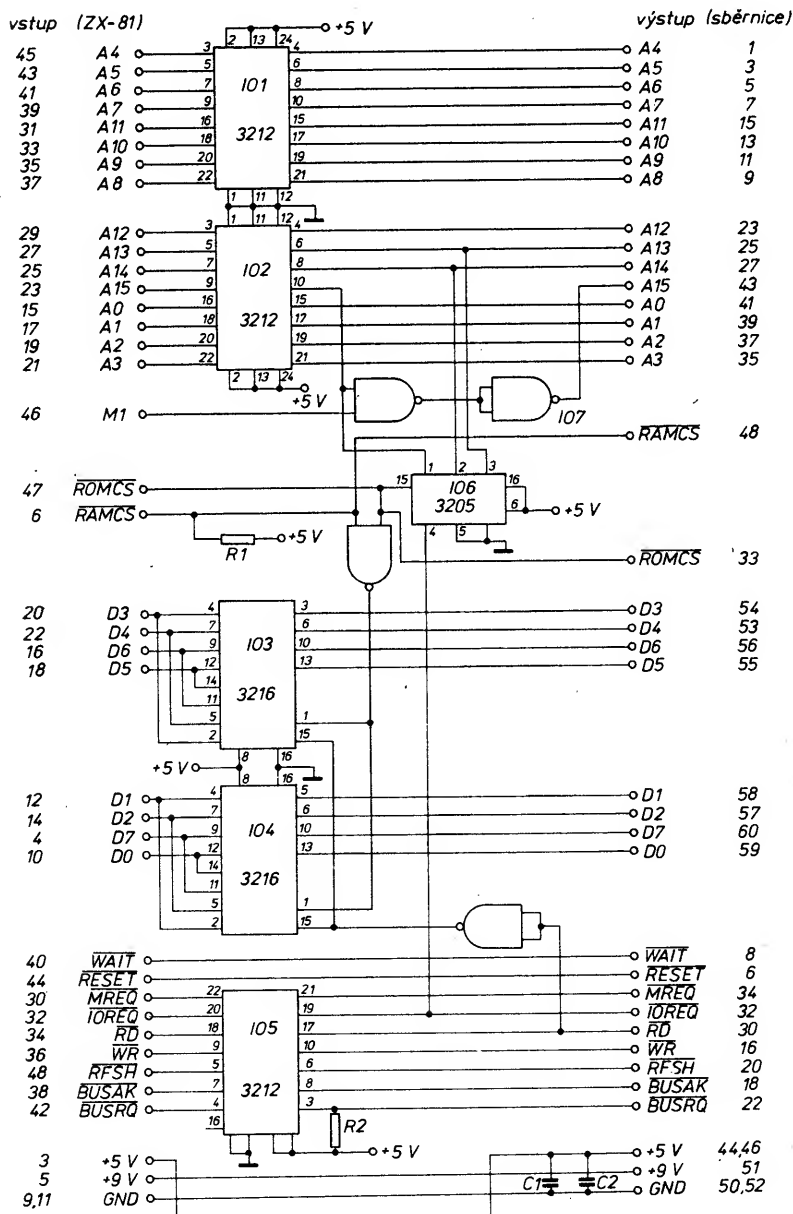 vstup (ZX-81) výstup (sběrnice)
2 13 24 +5 V
45 A4 3 4 A4 1
43 A5 5 6 A5 3
41 A6 7 IO1 8 A6 5
39 A7 9 10 A7 7
31 A11 16 15 A11 15
33 A10 18 3212 17 A10 13
35 A9 20 19 A9 11
37 A8 22 21 A8 9
1 11 12
1 11 12
29 A12 3 4 A12 23
27 A13 5 6 A13 25
25 A14 7 IO2 8 A14 27
23 A15 9 10 A15 43
15 A0 16 15 A0 41
17 A1 18 3212 17 A1 39
19 A2 20 19 A2 37
21 A3 22 21 A3 35
2 13 24 +5 V
46 M1 IO7
RAMCS 48
1 2 3
47 ROMCS 15 IO6 16
6 RAMCS 3205 6 +5 V
4 5
R1 +5 V
ROMCS 33
20 D3 4 3 D3 54
22 D4 7 6 D4 53
16 D6 9 IO3 10 D6 56
18 D5 12 13 D5 55
14
11 3216
5 1
2 15
8 16
+5 V
8 16
12 D1 4 5 D1 58
14 D2 7 6 D2 57
4 D7 9 IO4 10 D7 60
10 D0 12 13 D0 59
14
11 3216
5 1
2 15
40 WAIT WAIT 8
44 RESET RESET 6
30 MREQ 22 21 MREQ 34
32 IOREQ 20 19 IOREQ 32
34 RD 18 IO5 17 RD 30
36 WR 9 10 WR 16
48 RFSH 5 6 RFSH 20
38 BUSAK 7 3212 8 BUSAK 18
42 BUSRQ 4 3 BUSRQ 22
16 R2
+5 V
3 +5 V +5 V 44,46
5 +9 V +9 V 51
9,11 GND C1 C2 GND 50,52